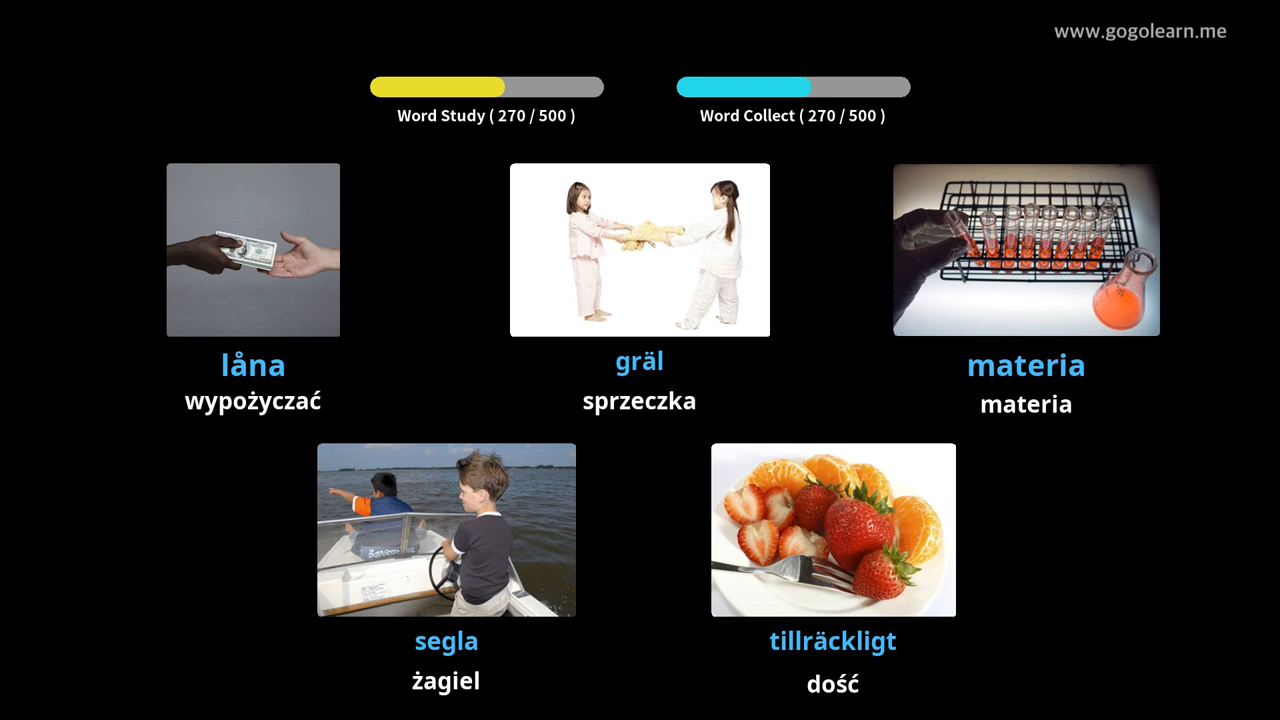 www.gogolearn.me
Word Study ( 270 / 500 )
Word Collect ( 270 / 500 )
låna
gräl
materia
wypożyczać
sprzeczka
materia
segla
tillräckligt
żagiel
dość